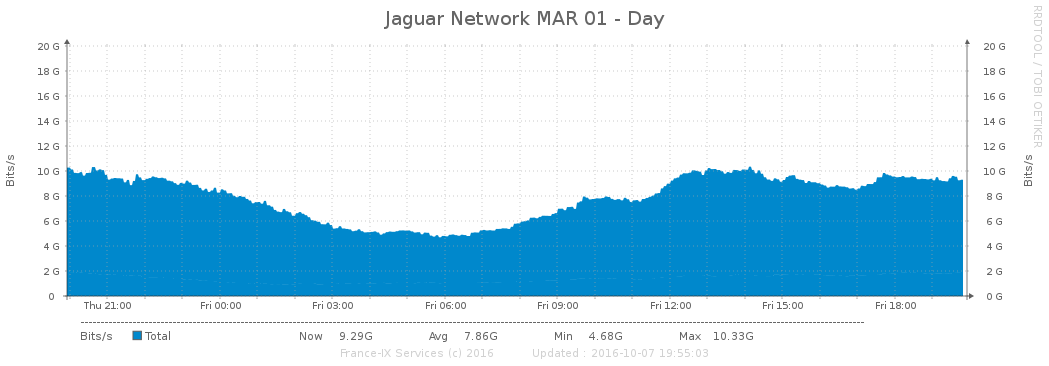 Jaguar Network MAR 01 - Day
RRDTOOL / TOBI OETIKER
Bits/s
20 G 20 G
18 G 18 G
16 G 16 G
14 G 14 G
12 G 12 G
10 G 10 G
8 G 8 G
6 G 6 G
4 G 4 G
2 G 2 G
0 0 G
Bits/s
Thu 21:00 Fri 00:00 Fri 03:00 Fri 06:00 Fri 09:00 Fri 12:00 Fri 15:00 Fri 18:00
Bits/s Total Now 9.29G Avg 7.86G Min 4.68G Max 10.33G
France-IX Services (c) 2016 Updated : 2016-10-07 19:55:03